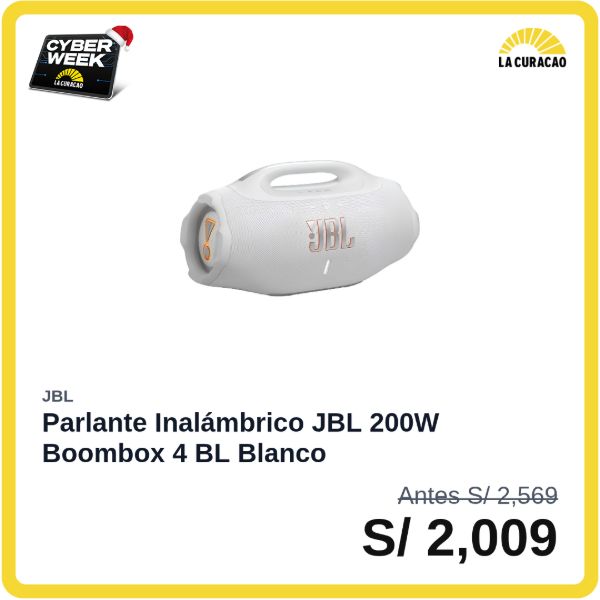 CYBER
WEEK
LA CURACAO
LA CURACAO
JBL
JBL
Parlante Inalámbrico JBL 200W
Boombox 4 BL Blanco
Antes S/ 2,569
S/ 2,009